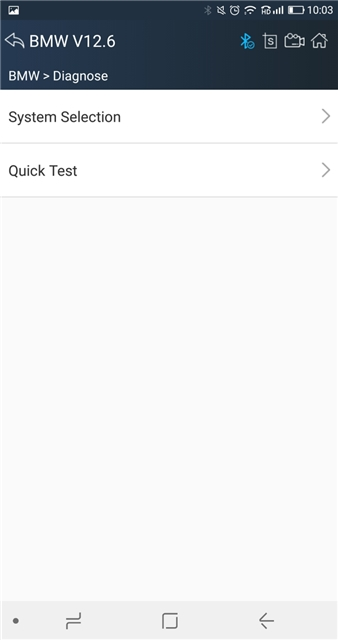 10:03
BMW V12.6
S
BMW > Diagnose
System Selection
Quick Test